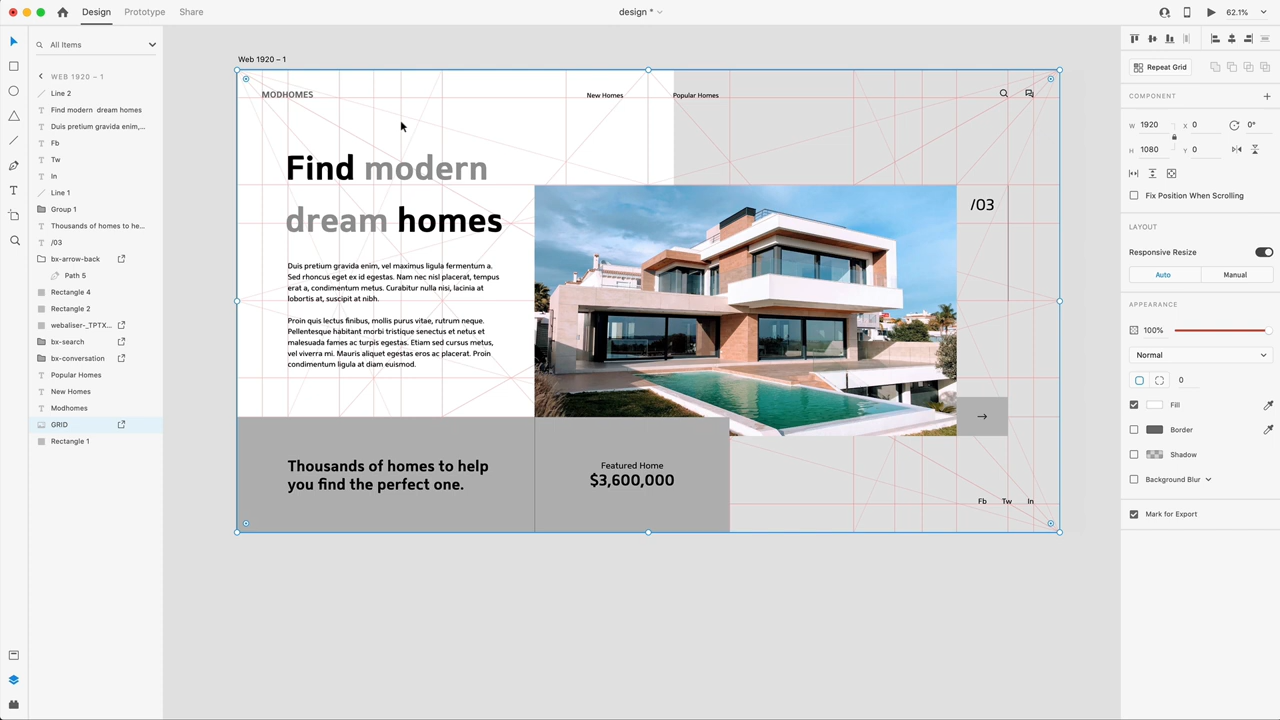 Design
Prototype
Share
design *
62.1%
All Items
WEB 1920 – 1
Line 2
Find modern  dream homes
Duis pretium gravida enim,...
Fb
Tw
In
Line 1
Group 1
Thousands of homes to he...
/03
bx-arrow-back
Path 5
Rectangle 4
Rectangle 2
webaliser-_TPTX...
bx-search
bx-conversation
Popular Homes
New Homes
Modhomes
GRID
Rectangle 1
Web 1920 – 1
MODHOMES
New Homes
Popular Homes
Find modern
dream homes
Duis pretium gravida enim, vel maximus ligula fermentum a.
Sed rhoncus eget ex id egestas. Nam nec nisl placerat, tempus
erat a, condimentum metus. Curabitur nulla nisi, lacinia at
lobortis at, suscipit at nibh.
Proin quis lectus finibus, mollis purus vitae, rutrum neque.
Pellentesque habitant morbi tristique senectus et netus et
malesuada fames ac turpis egestas. Etiam sed cursus metus,
vel viverra mi. Mauris aliquet egestas eros ac placerat. Proin
condimentum ligula at diam euismod.
/03
Thousands of homes to help
you find the perfect one.
Featured Home
$3,600,000
Fb
Tw
In
Repeat Grid
COMPONENT
W 1920
X 0
0°
H 1080
Y 0
Fix Position When Scrolling
LAYOUT
Responsive Resize
Auto
Manual
APPEARANCE
100%
Normal
0
Fill
Border
Shadow
Background Blur
Mark for Export